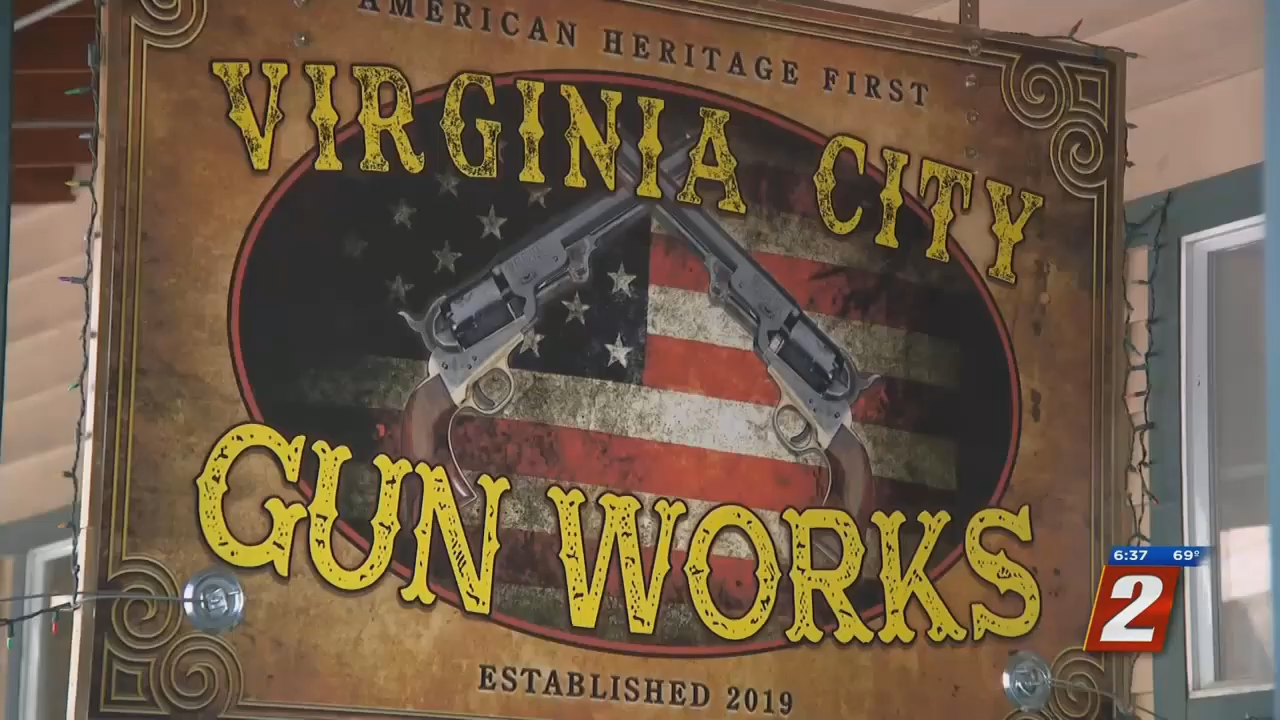 AMERICAN HERITAGE FIRST
VIRGINIA CITY
GUN WORKS
ESTABLISHED 2019
6:37 69°
2